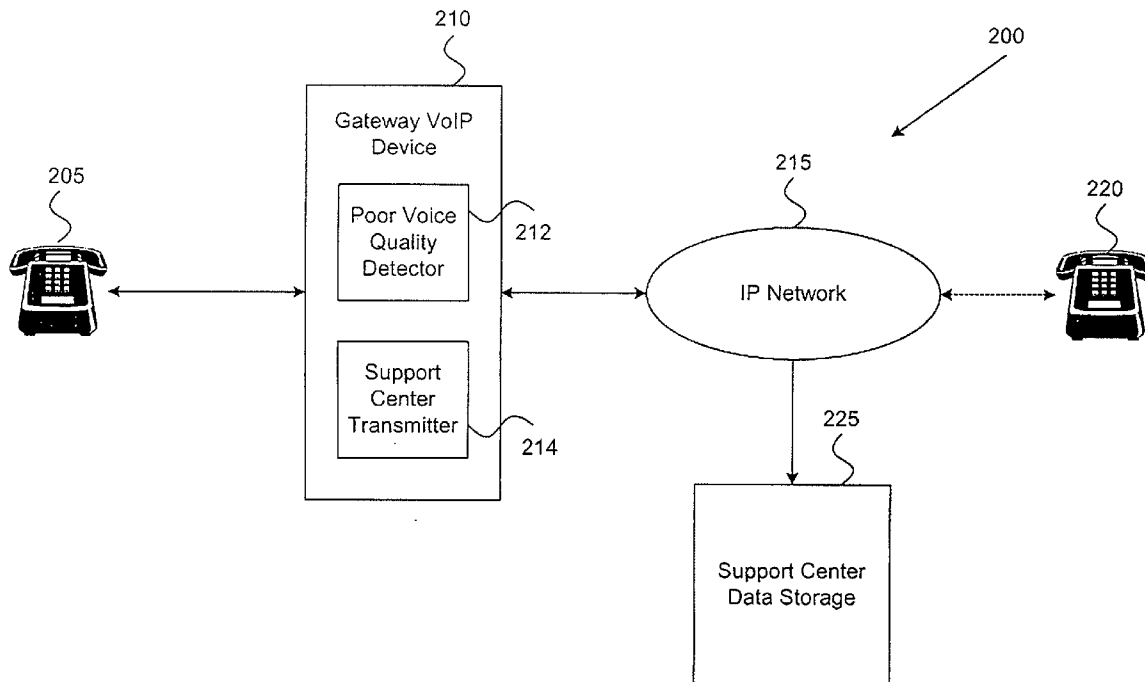 210
200
Gateway VoIP
Device
205
215
220
Poor Voice
Quality
Detector
212
IP Network
Support
Center
Transmitter
214
225
Support Center
Data Storage